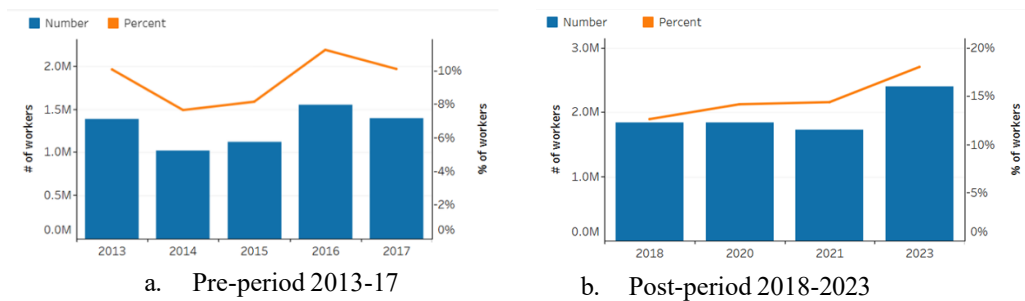 Number Percent
# of workers
2.0M
1.5M
1.0M
0.5M
0.0M
10%
8%
6%
4%
2%
0%
% of workers
2013 2014 2015 2016 2017
a. Pre-period 2013-17
Number Percent
# of workers
3.0M
2.0M
1.0M
0.0M
20%
15%
10%
5%
0%
% of workers
2018 2020 2021 2023
b. Post-period 2018-2023